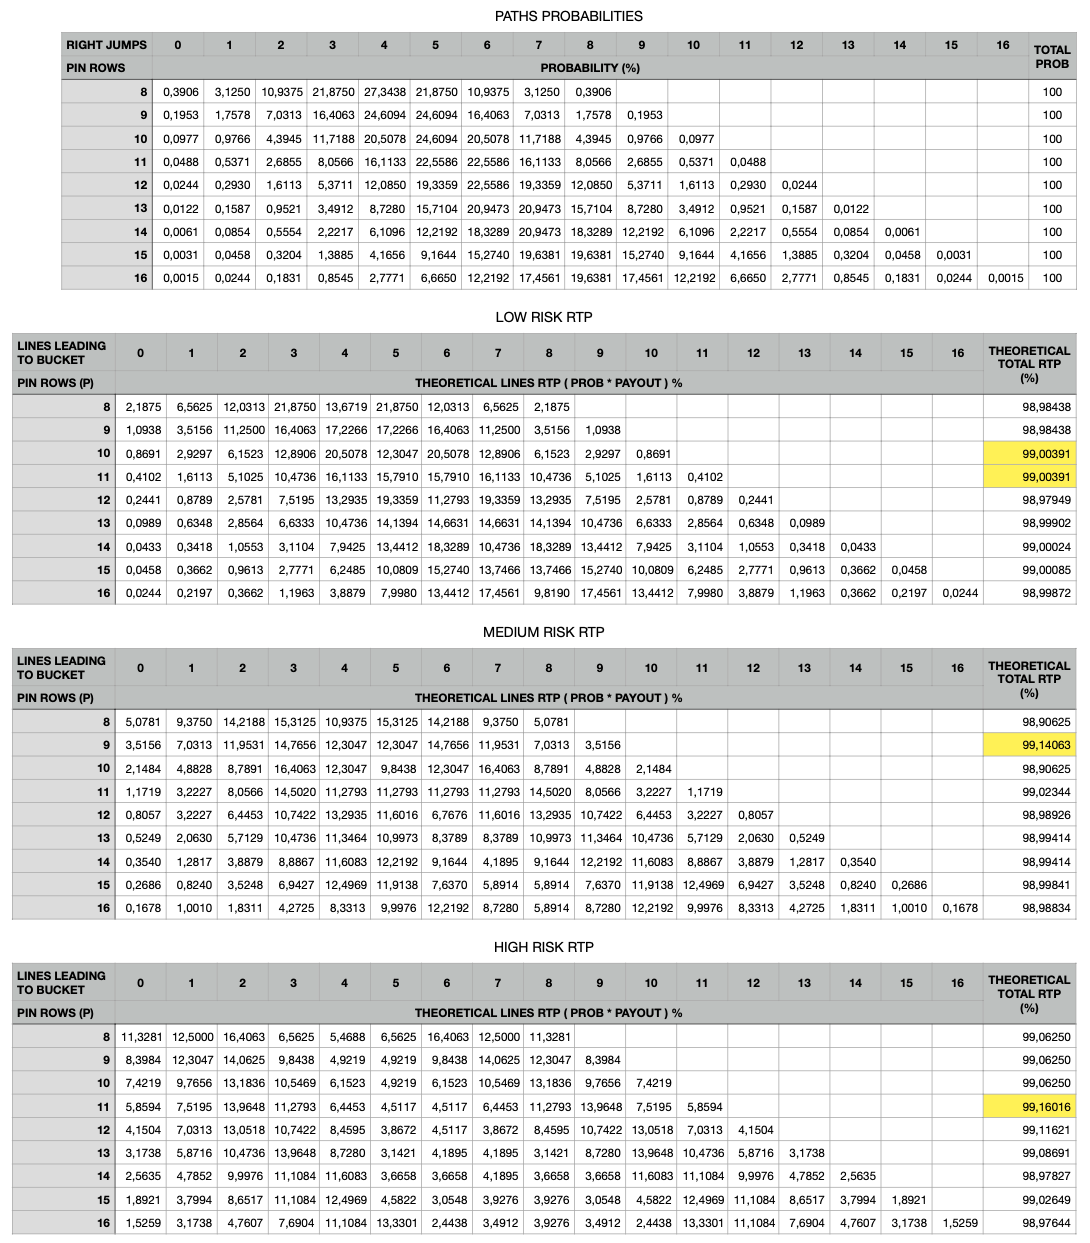 PATHS PROBABILITIES
RIGHT JUMPS 0 1 2 3 4 5 6 7 8 9 10 11 12 13 14 15 16 TOTAL PROB
PIN ROWS PROBABILITY (%)
8 0,3906 3,1250 10,9375 21,8750 27,3438 21,8750 10,9375 3,1250 0,3906 100
9 0,1953 1,7578 7,0313 16,4063 24,6094 24,6094 16,4063 7,0313 1,7578 0,1953 100
10 0,0977 0,9766 4,3945 11,7188 20,5078 24,6094 20,5078 11,7188 4,3945 0,9766 0,0977 100
11 0,0488 0,5371 2,6855 8,0566 16,1133 22,5586 22,5586 16,1133 8,0566 2,6855 0,5371 0,0488 100
12 0,0244 0,2930 1,6113 5,3711 12,0850 19,3359 22,5586 19,3359 12,0850 5,3711 1,6113 0,2930 0,0244 100
13 0,0122 0,1587 0,9521 3,4912 8,7280 15,7104 20,9473 20,9473 15,7104 8,7280 3,4912 0,9521 0,1587 0,0122 100
14 0,0061 0,0854 0,5554 2,2217 6,1096 12,2192 18,3289 20,9473 18,3289 12,2192 6,1096 2,2217 0,5554 0,0854 0,0061 100
15 0,0031 0,0458 0,3204 1,3885 4,1656 9,1644 15,2740 19,6381 19,6381 15,2740 9,1644 4,1656 1,3885 0,3204 0,0458 0,0031 100
16 0,0015 0,0244 0,1831 0,8545 2,7771 6,6650 12,2192 17,4561 19,6381 17,4561 12,2192 6,6650 2,7771 0,8545 0,1831 0,0244 0,0015 100
LOW RISK RTP
LINES LEADING TO BUCKET 0 1 2 3 4 5 6 7 8 9 10 11 12 13 14 15 16 THEORETICAL TOTAL RTP (%)
PIN ROWS (P) THEORETICAL LINES RTP ( PROB * PAYOUT ) %
8 2,1875 6,5625 12,0313 21,8750 13,6719 21,8750 12,0313 6,5625 2,1875 98,98438
9 1,0938 3,5156 11,2500 16,4063 17,2266 17,2266 16,4063 11,2500 3,5156 1,0938 98,98438
10 0,8691 2,9297 6,1523 12,8906 20,5078 12,3047 20,5078 12,8906 6,1523 2,9297 0,8691 99,00391
11 0,4102 1,6113 5,1025 10,4736 16,1133 15,7910 15,7910 16,1133 10,4736 5,1025 1,6113 0,4102 99,00391
12 0,2441 0,8789 2,5781 7,5195 13,2935 19,3359 11,2793 19,3359 13,2935 7,5195 2,5781 0,8789 0,2441 98,97949
13 0,0989 0,6348 2,8564 6,6333 10,4736 14,1394 14,6631 14,6631 14,1394 10,4736 6,6333 2,8564 0,6348 0,0989 98,99902
14 0,0433 0,3418 1,0553 3,1104 7,9425 13,4412 18,3289 10,4736 18,3289 13,4412 7,9425 3,1104 1,0553 0,3418 0,0433 99,00024
15 0,0458 0,3662 0,9613 2,7771 6,2485 10,0809 15,2740 13,7466 13,7466 15,2740 10,0809 6,2485 2,7771 0,9613 0,3662 0,0458 99,00085
16 0,0244 0,2197 0,3662 1,1963 3,8879 7,9980 13,4412 17,4561 9,8190 17,4561 13,4412 7,9980 3,8879 1,1963 0,3662 0,2197 0,0244 98,99872
MEDIUM RISK RTP
LINES LEADING TO BUCKET 0 1 2 3 4 5 6 7 8 9 10 11 12 13 14 15 16 THEORETICAL TOTAL RTP (%)
PIN ROWS (P) THEORETICAL LINES RTP ( PROB * PAYOUT ) %
8 5,0781 9,3750 14,2188 15,3125 10,9375 15,3125 14,2188 9,3750 5,0781 98,90625
9 3,5156 7,0313 11,9531 14,7656 12,3047 12,3047 14,7656 11,9531 7,0313 3,5156 99,14063
10 2,1484 4,8828 8,7891 16,4063 12,3047 9,8438 12,3047 16,4063 8,7891 4,8828 2,1484 98,90625
11 1,1719 3,2227 8,0566 14,5020 11,2793 11,2793 11,2793 11,2793 14,5020 8,0566 3,2227 1,1719 99,02344
12 0,8057 3,2227 6,4453 10,7422 13,2935 11,6016 6,7676 11,6016 13,2935 10,7422 6,4453 3,2227 0,8057 98,98926
13 0,5249 2,0630 5,7129 10,4736 11,3464 10,9973 8,3789 8,3789 10,9973 11,3464 10,4736 5,7129 2,0630 0,5249 98,99414
14 0,3540 1,2817 3,8879 8,8867 11,6083 12,2192 9,1644 4,1895 9,1644 12,2192 11,6083 8,8867 3,8879 1,2817 0,3540 98,99414
15 0,2686 0,8240 3,5248 6,9427 12,4969 11,9138 7,6370 5,8914 5,8914 7,6370 11,9138 12,4969 6,9427 3,5248 0,8240 0,2686 98,99841
16 0,1678 1,0010 1,8311 4,2725 8,3313 9,9976 12,2192 8,7280 5,8914 8,7280 12,2192 9,9976 8,3313 4,2725 1,8311 1,0010 0,1678 98,98834
HIGH RISK RTP
LINES LEADING TO BUCKET 0 1 2 3 4 5 6 7 8 9 10 11 12 13 14 15 16 THEORETICAL TOTAL RTP (%)
PIN ROWS (P) THEORETICAL LINES RTP ( PROB * PAYOUT ) %
8 11,3281 12,5000 16,4063 6,5625 5,4688 6,5625 16,4063 12,5000 11,3281 99,06250
9 8,3984 12,3047 14,0625 9,8438 4,9219 4,9219 9,8438 14,0625 12,3047 8,3984 99,06250
10 7,4219 9,7656 13,1836 10,5469 6,1523 4,9219 6,1523 10,5469 13,1836 9,7656 7,4219 99,06250
11 5,8594 7,5195 13,9648 11,2793 6,4453 4,5117 4,5117 6,4453 11,2793 13,9648 7,5195 5,8594 99,16016
12 4,1504 7,0313 13,0518 10,7422 8,4595 3,8672 4,5117 3,8672 8,4595 10,7422 13,0518 7,0313 4,1504 99,11621
13 3,1738 5,8716 10,4736 13,9648 8,7280 3,1421 4,1895 4,1895 3,1421 8,7280 13,9648 10,4736 5,8716 3,1738 99,08691
14 2,5635 4,7852 9,9976 11,1084 11,6083 3,6658 3,6658 4,1895 3,6658 3,6658 11,6083 11,1084 9,9976 4,7852 2,5635 98,97827
15 1,8921 3,7994 8,6517 11,1084 12,4969 4,5822 3,0548 3,9276 3,9276 3,0548 4,5822 12,4969 11,1084 8,6517 3,7994 1,8921 99,02649
16 1,5259 3,1738 4,7607 7,6904 11,1084 13,3301 2,4438 3,4912 3,9276 3,4912 2,4438 13,3301 11,1084 7,6904 4,7607 3,1738 1,5259 98,97644